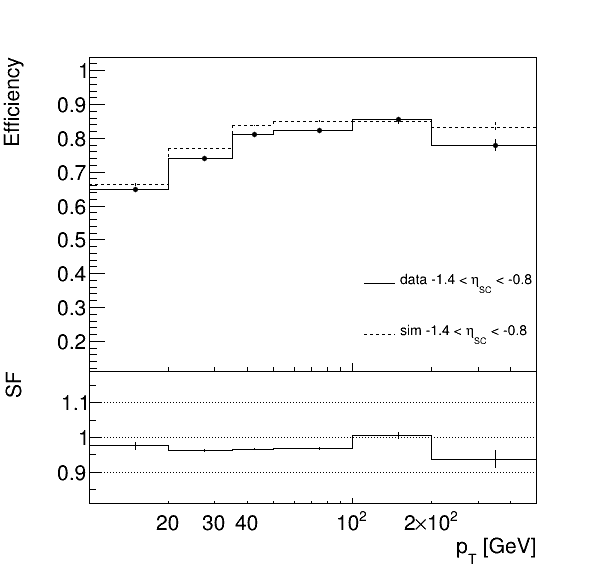 Efficiency
1
0.9
0.8
0.7
0.6
0.5
0.4
0.3
0.2
data -1.4 < η_SC < -0.8
sim -1.4 < η_SC < -0.8
SF
1.1
1
0.9
20 30 40 10² 2×10²
p_T [GeV]